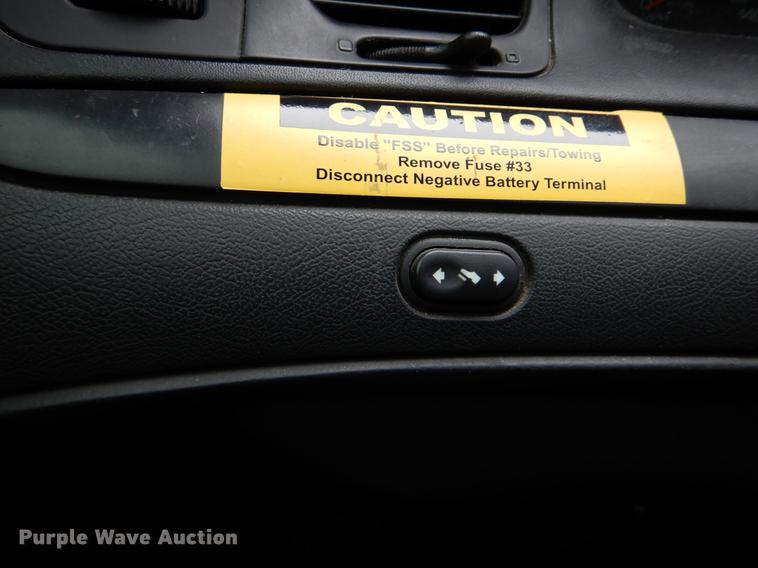 CAUTION
Disable "FSS" Before Repairs/Towing
Remove Fuse #33
Disconnect Negative Battery Terminal
Purple Wave Auction